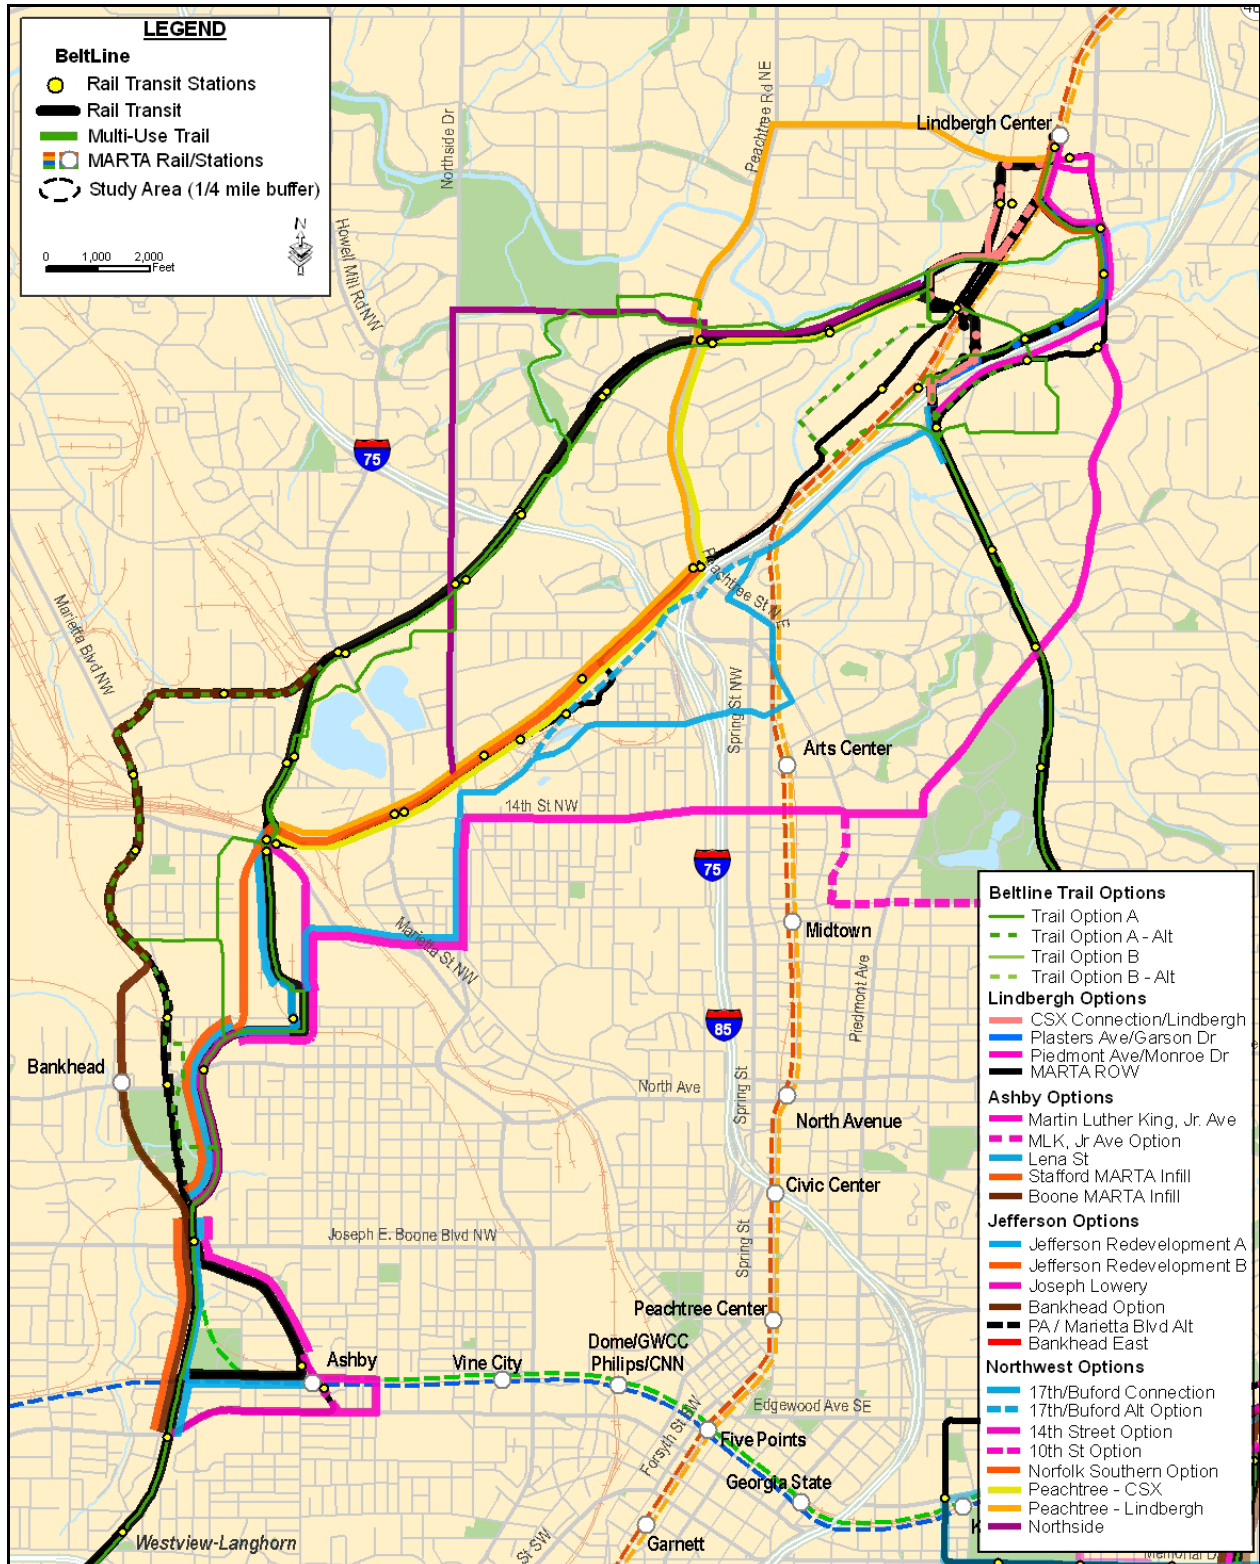 LEGEND
BeltLine
Rail Transit Stations
Rail Transit
Multi-Use Trail
MARTA Rail/Stations
Study Area (1/4 mile buffer)
N
0 1,000 2,000
Feet
Northside Dr
Peachtree Rd NE
Lindbergh Center
Howell Mill Rd NW
75
Marietta Blvd NW
Peachtree St NE
Spring St NW
Arts Center
14th St NW
75
Midtown
Marietta St NW
Piedmont Ave
85
Bankhead
North Ave
Spring St
North Avenue
Civic Center
Joseph E. Boone Blvd NW
Spring St
Peachtree Center
Dome/GWCC
Philips/CNN
Ashby
Vine City
Edgewood Ave SE
Forsyth St SW
Five Points
Georgia State
Garnett
St SW
Westview-Langhorn
K
Memorial D
Beltline Trail Options
Trail Option A
Trail Option A - Alt
Trail Option B
Trail Option B - Alt
Lindbergh Options
CSX Connection/Lindbergh
Plasters Ave/Garson Dr
Piedmont Ave/Monroe Dr
MARTA ROW
Ashby Options
Martin Luther King, Jr. Ave
MLK, Jr Ave Option
Lena St
Stafford MARTA Infill
Boone MARTA Infill
Jefferson Options
Jefferson Redevelopment A
Jefferson Redevelopment B
Joseph Lowery
Bankhead Option
PA / Marietta Blvd Alt
Bankhead East
Northwest Options
17th/Buford Connection
17th/Buford Alt Option
14th Street Option
10th St Option
Norfolk Southern Option
Peachtree - CSX
Peachtree - Lindbergh
Northside